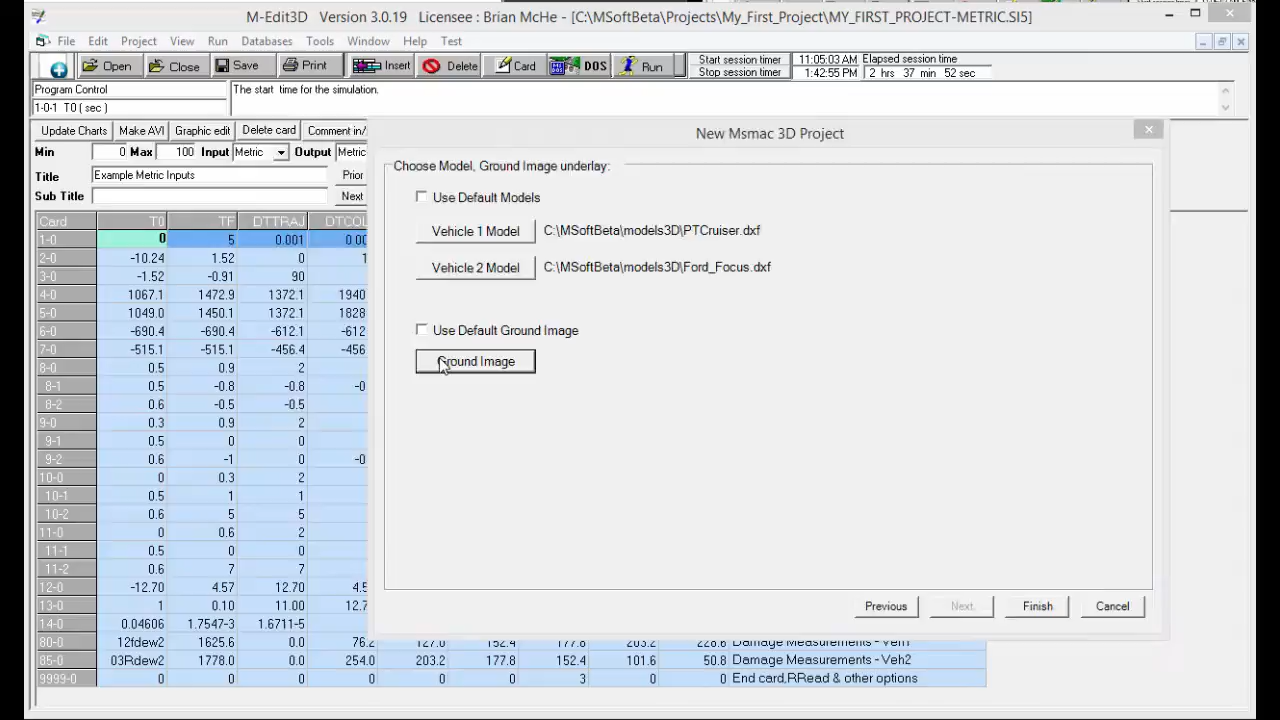 M-Edit3D Version 3.0.19 Licensee : Brian McHe - [C:\MSoftBeta\Projects\My_First_Project\MY_FIRST_PROJECT-METRIC.SI5]
File Edit Project View Run Databases Tools Window Help Test
Open Close Save Print Insert Delete Card DOS Run Start session timer 11:05:03 AM Elapsed session time
Stop session timer 1:42:55 PM 2 hrs 37 min 52 sec
Program Control The start time for the simulation.
1-0-1 T0 ( sec )
Update Charts Make AVI Graphic edit Delete card Comment in/
Min 0 Max 100 Input Metric Output Metric
Title Example Metric Inputs Prior
Sub Title Next
Card T0 TF DTTRAJ DTCOL
1-0 0 5 0.001 0.00
2-0 -10.24 1.52 0 1
3-0 -1.52 -0.91 90
4-0 1067.1 1472.9 1372.1 1940
5-0 1049.0 1450.1 1372.1 1828
6-0 -690.4 -690.4 -612.1 -612
7-0 -515.1 -515.1 -456.4 -456
8-0 0.5 0.9 2
8-1 0.5 -0.8 -0.8 -0
8-2 0.6 -0.5 -0.5
9-0 0.3 0.9 2
9-1 0.5 0 0
9-2 0.6 -1 0 -0
10-0 0 0.3 2
10-1 0.5 1 1
10-2 0.6 5 5
11-0 0 0.6 2
11-1 0.5 0 0
11-2 0.6 7 7
12-0 -12.70 4.57 12.70 4.5
13-0 1 0.10 11.00 12.7
14-0 0.04606 1.7547-3 1.6711-5
80-0 12fdew2 1625.6 0.0 76.2 127.0 152.4 177.8 203.2 228.6 Damage Measurements - Veh1
85-0 03Rdew2 1778.0 0.0 254.0 203.2 177.8 152.4 101.6 50.8 Damage Measurements - Veh2
9999-0 0 0 0 0 0 3 0 0 0 End card,RRead & other options
New Msmac 3D Project
Choose Model, Ground Image underlay:
Use Default Models
Vehicle 1 Model C:\MSoftBeta\models3D\PTCruiser.dxf
Vehicle 2 Model C:\MSoftBeta\models3D\Ford_Focus.dxf
Use Default Ground Image
Ground Image
Previous Next Finish Cancel